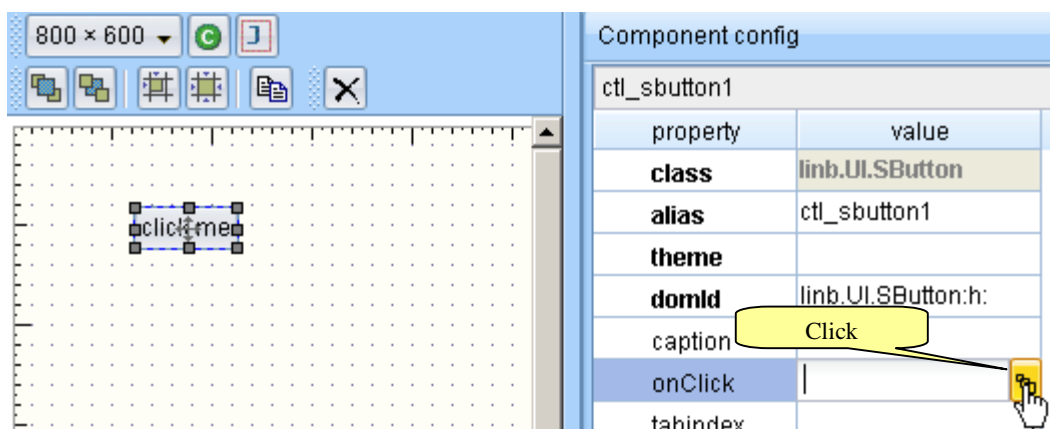 800 × 600
C J
click me
Component config
ctl_sbutton1
property value
class linb.UI.SButton
alias ctl_sbutton1
theme
domId linb.UI.SButton:h:
caption
Click
onClick
tabindex